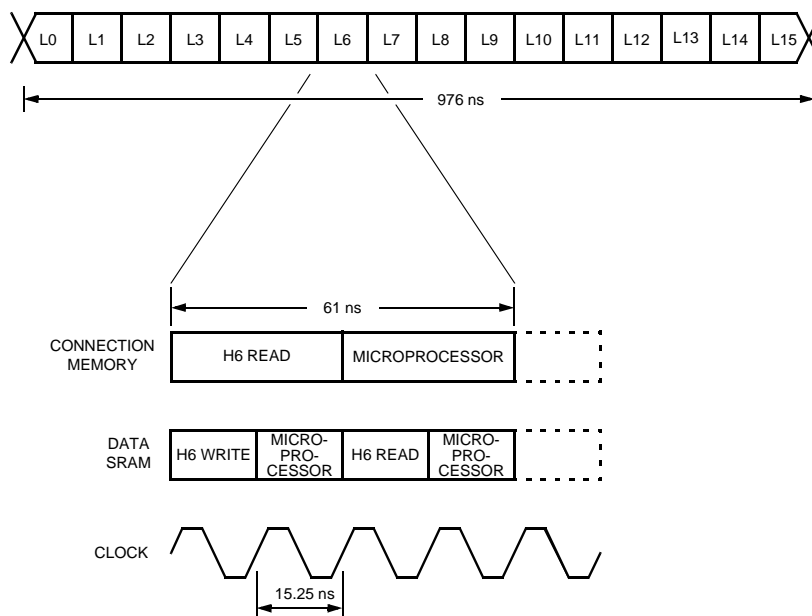 L0 L1 L2 L3 L4 L5 L6 L7 L8 L9 L10 L11 L12 L13 L14 L15
976 ns
61 ns
CONNECTION
MEMORY
H6 READ
MICROPROCESSOR
DATA
SRAM
H6 WRITE
MICRO-
PRO-
CESSOR
H6 READ
MICRO-
PRO-
CESSOR
CLOCK
15.25 ns